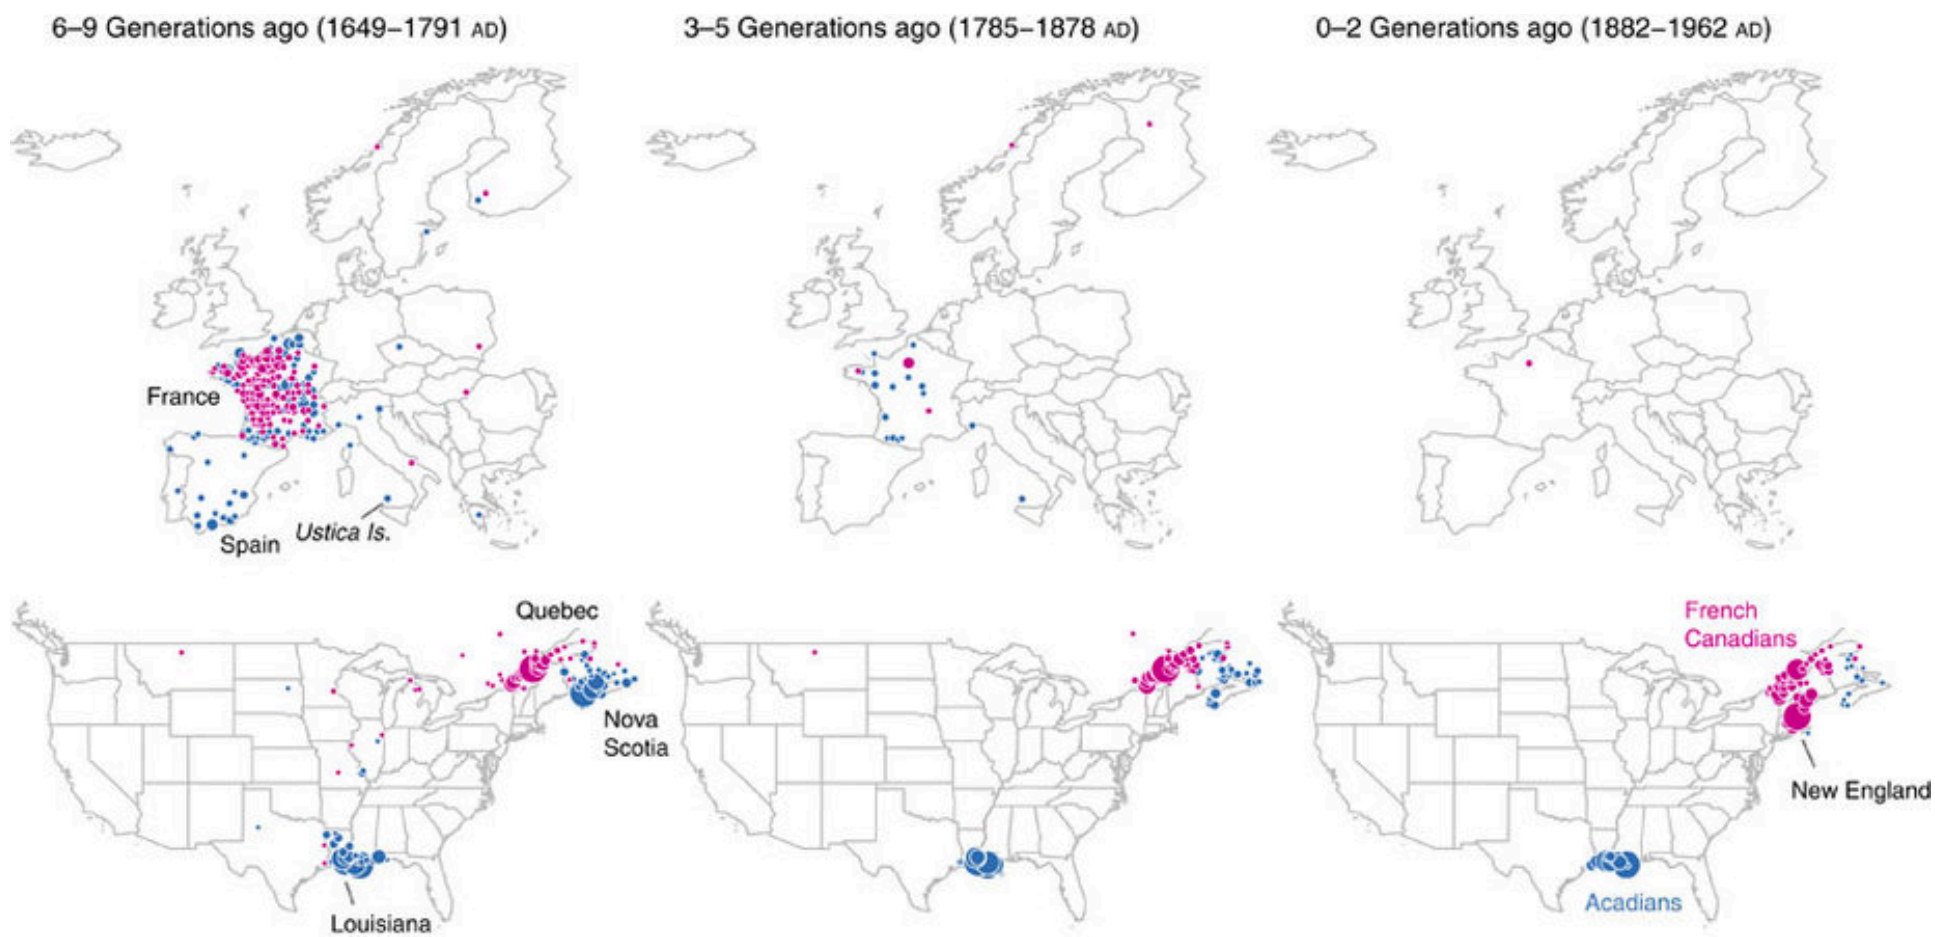 6–9 Generations ago (1649–1791 AD)
3–5 Generations ago (1785–1878 AD)
0–2 Generations ago (1882–1962 AD)
France
Spain
Ustica Is.
Quebec
Nova
Scotia
Louisiana
French
Canadians
New England
Acadians